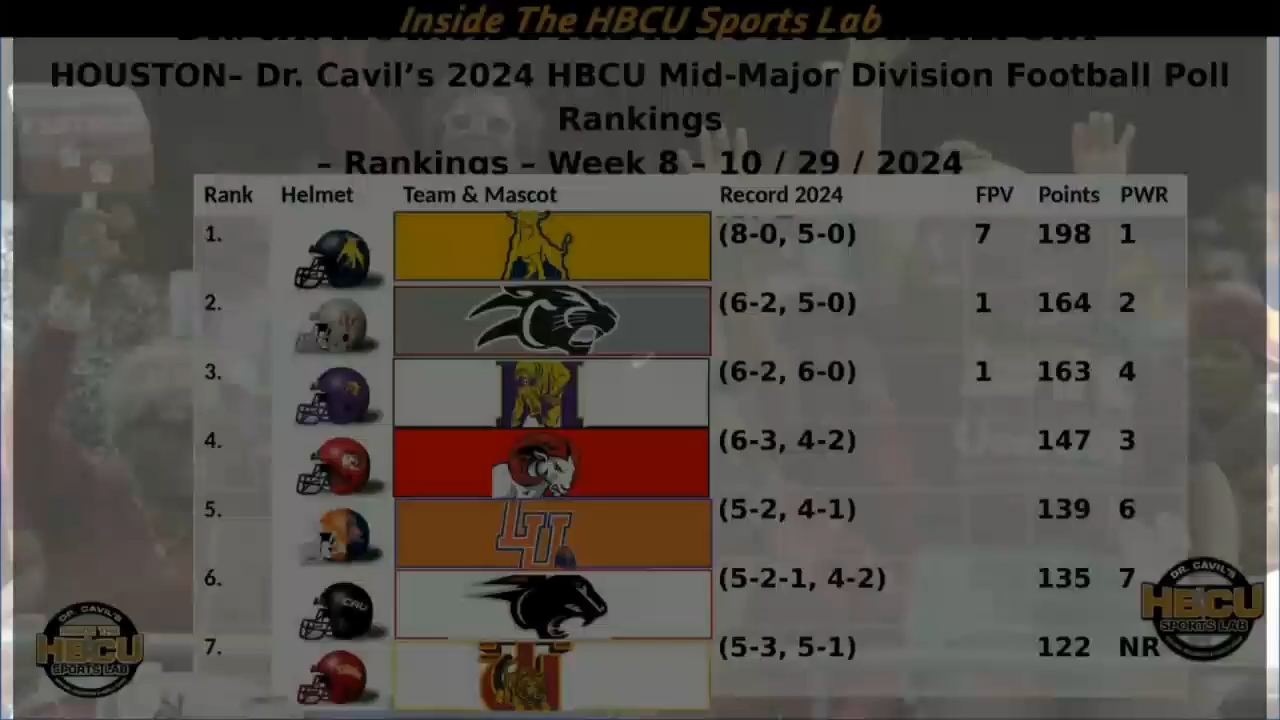 Inside The HBCU Sports Lab
HOUSTON– Dr. Cavil’s 2024 HBCU Mid-Major Division Football Poll
Rankings
– Rankings – Week 8 – 10 / 29 / 2024
Rank Helmet Team & Mascot Record 2024 FPV Points PWR
1. (8-0, 5-0) 7 198 1
2. (6-2, 5-0) 1 164 2
3. (6-2, 6-0) 1 163 4
4. (6-3, 4-2) 147 3
5. LU (5-2, 4-1) 139 6
6. CAU (5-2-1, 4-2) 135 7
7. (5-3, 5-1) 122 NR
DR. CAVIL'S
HBCU
SPORTS LAB
DR. CAVIL'S
HBCU
SPORTS LAB